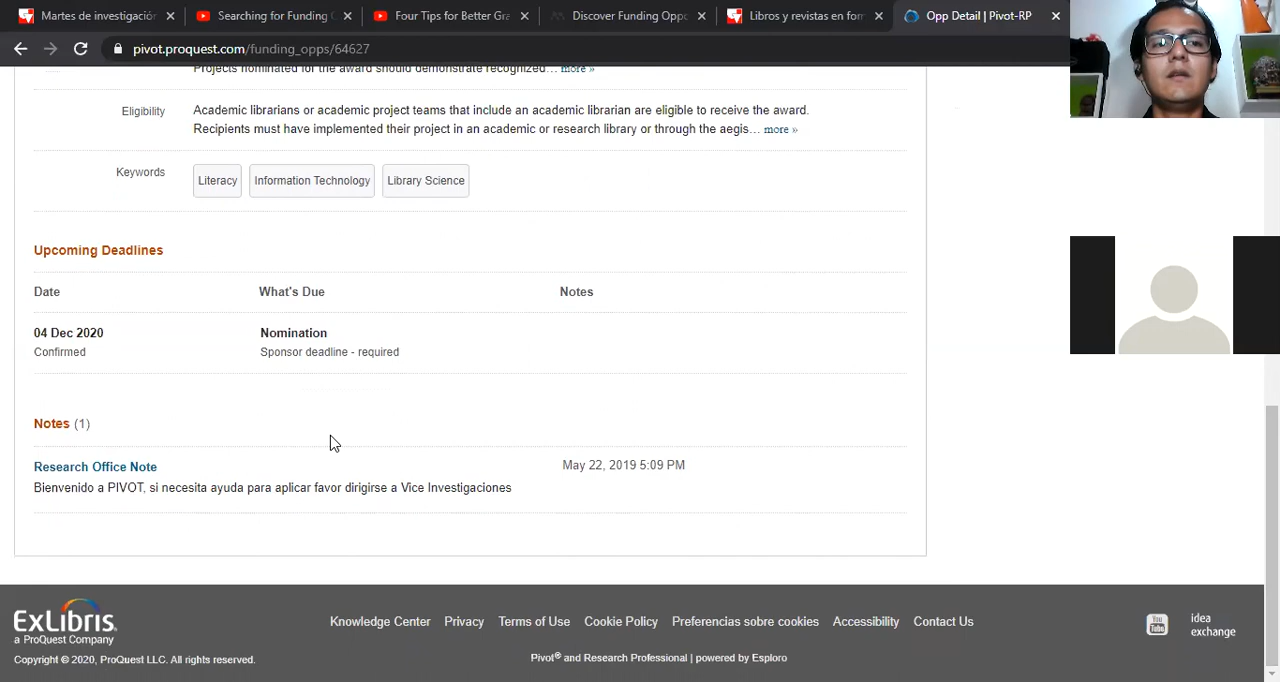 Martes de investigació
Searching for Funding O
Four Tips for Better Gra
Discover Funding Oppo
Libros y revistas en form
Opp Detail | Pivot-RP
pivot.proquest.com/funding_opps/64627
Projects nominated for the award should demonstrate recognized… more »
Eligibility
Academic librarians or academic project teams that include an academic librarian are eligible to receive the award.
Recipients must have implemented their project in an academic or research library or through the aegis… more »
Keywords
Literacy Information Technology Library Science
Upcoming Deadlines
Date What's Due Notes
04 Dec 2020 Nomination
Confirmed Sponsor deadline - required
Notes (1)
Research Office Note May 22, 2019 5:09 PM
Bienvenido a PIVOT, si necesita ayuda para aplicar favor dirigirse a Vice Investigaciones
ExLibris
a ProQuest Company
Knowledge Center Privacy Terms of Use Cookie Policy Preferencias sobre cookies Accessibility Contact Us
You Tube
idea
exchange
Copyright © 2020, ProQuest LLC. All rights reserved.
Pivot® and Research Professional | powered by Esploro